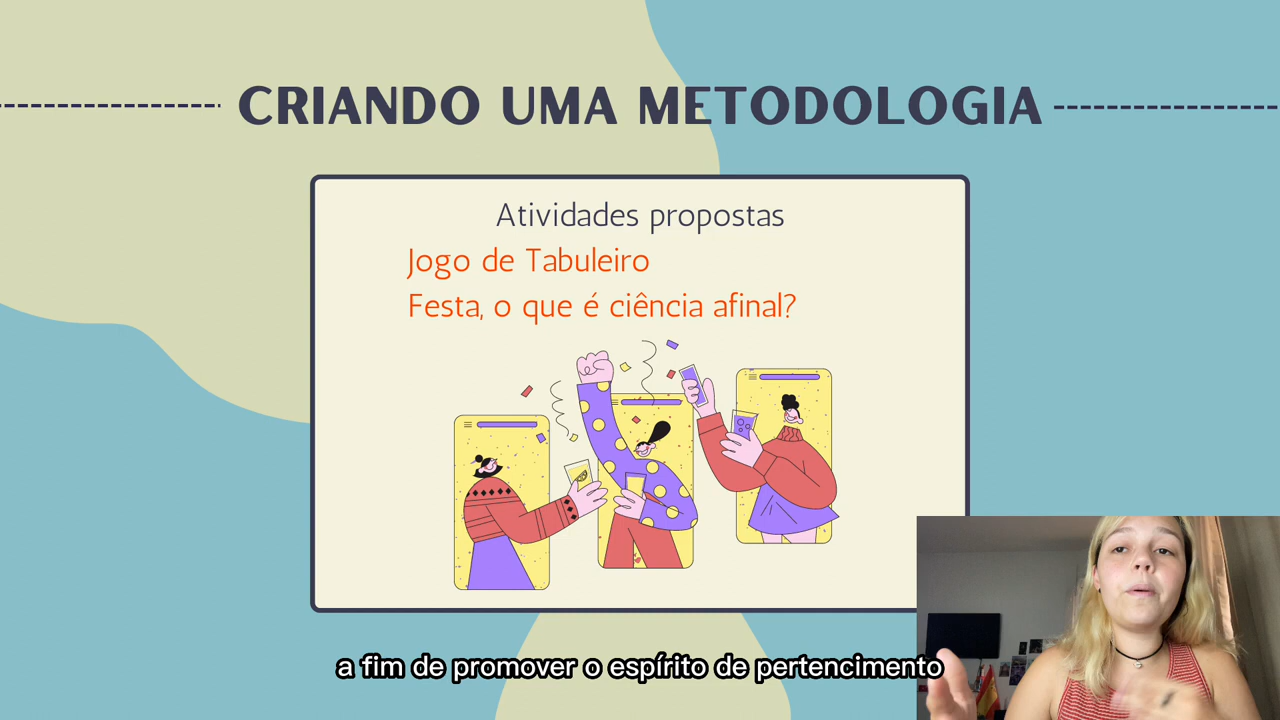 CRIANDO UMA METODOLOGIA
Atividades propostas
Jogo de Tabuleiro
Festa, o que é ciência afinal?
a fim de promover o espírito de pertencimento